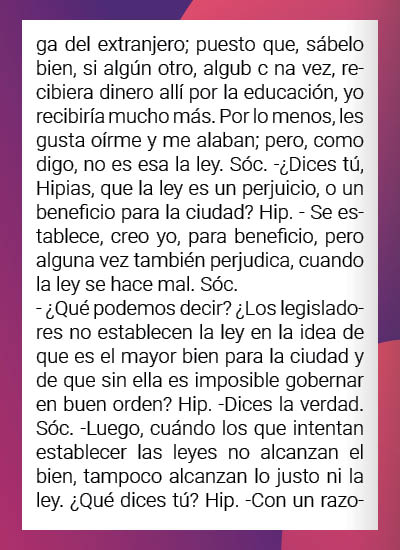 ga del extranjero; puesto que, sábelo
bien, si algún otro, algub c na vez, re-
cibiera dinero allí por la educación, yo
recibiría mucho más. Por lo menos, les
gusta oírme y me alaban; pero, como
digo, no es esa la ley. Sóc. -¿Dices tú,
Hipias, que la ley es un perjuicio, o un
beneficio para la ciudad? Hip. - Se es-
tablece, creo yo, para beneficio, pero
alguna vez también perjudica, cuando
la ley se hace mal. Sóc.
- ¿Qué podemos decir? ¿Los legislado-
res no establecen la ley en la idea de
que es el mayor bien para la ciudad y
de que sin ella es imposible gobernar
en buen orden? Hip. -Dices la verdad.
Sóc. -Luego, cuándo los que intentan
establecer las leyes no alcanzan el
bien, tampoco alcanzan lo justo ni la
ley. ¿Qué dices tú? Hip. -Con un razo-